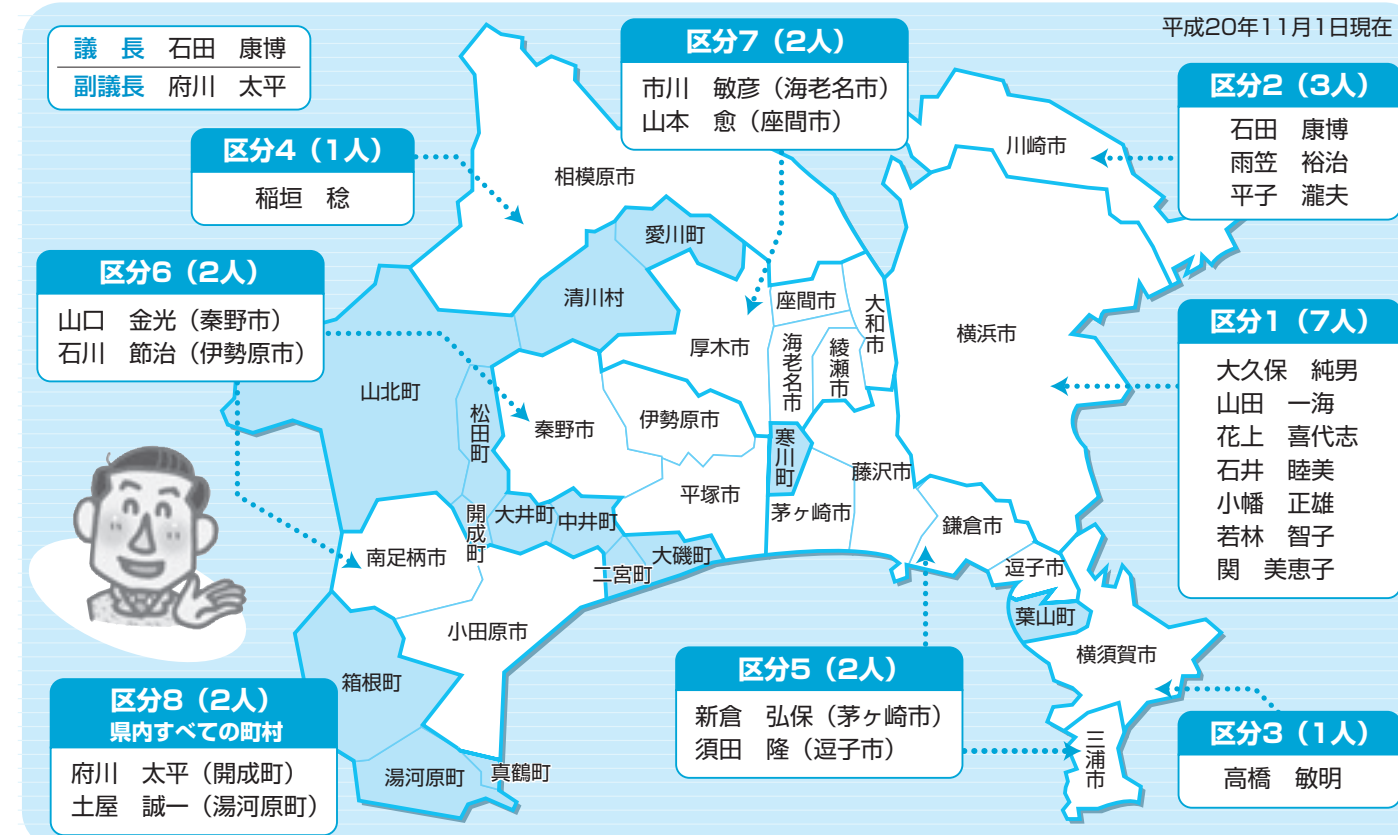 平成20年11月1日現在
議　長　石田　康博
副議長　府川　太平
区分7（2人）
市川　敏彦（海老名市）
山本　愈（座間市）
区分2（3人）
石田　康博
雨笠　裕治
平子　瀧夫
区分4（1人）
稲垣　稔
区分6（2人）
山口　金光（秦野市）
石川　節治（伊勢原市）
区分1（7人）
大久保　純男
山田　一海
花上　喜代志
石井　睦美
小幡　正雄
若林　智子
関　美恵子
区分5（2人）
新倉　弘保（茅ヶ崎市）
須田　隆（逗子市）
区分8（2人）
県内すべての町村
府川　太平（開成町）
土屋　誠一（湯河原町）
区分3（1人）
高橋　敏明
川崎市
相模原市
愛川町
清川村
座間市
大和市
横浜市
厚木市
海老名市
綾瀬市
山北町
松田町
秦野市
伊勢原市
寒川町
藤沢市
平塚市
開成町
大井町
中井町
茅ヶ崎市
鎌倉市
南足柄市
二宮町
大磯町
逗子市
葉山町
小田原市
横須賀市
箱根町
三浦市
湯河原町
真鶴町